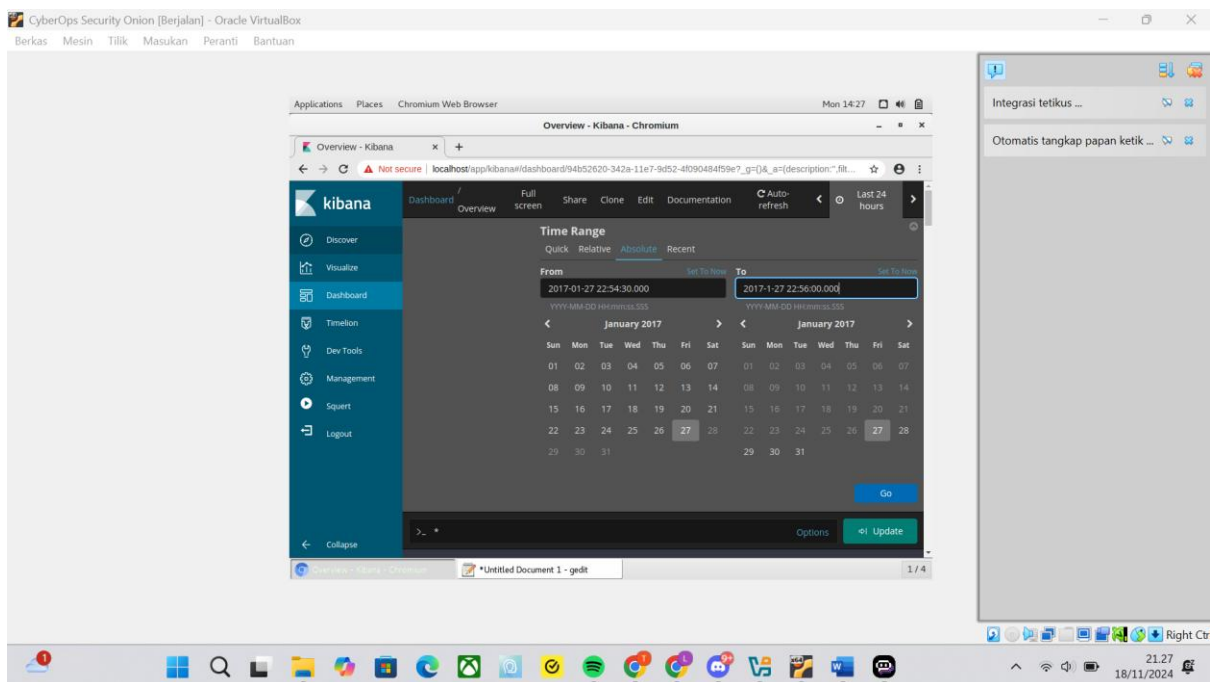 CyberOps Security Onion [Berjalan] - Oracle VirtualBox
Berkas Mesin Tilik Masukan Peranti Bantuan
Integrasi tetikus ...
Otomatis tangkap papan ketik ...
Applications Places Chromium Web Browser Mon 14:27
Overview - Kibana - Chromium
Overview - Kibana
Not secure | localhost/app/kibana#/dashboard/94b52620-342a-11e7-9d52-4f090484f59e?_g=()&_a=(description:'',filt...
kibana
Dashboard / Overview Full screen Share Clone Edit Documentation Auto-refresh Last 24 hours
Discover
Visualize
Dashboard
Timelion
Dev Tools
Management
Squert
Logout
Collapse
Time Range
Quick Relative Absolute Recent
From Set To Now To Set To Now
2017-01-27 22:54:30.000 2017-1-27 22:56:00.000
YYYY-MM-DD HH:mm:ss.SSS YYYY-MM-DD HH:mm:ss.SSS
January 2017 January 2017
Sun Mon Tue Wed Thu Fri Sat Sun Mon Tue Wed Thu Fri Sat
01 02 03 04 05 06 07 01 02 03 04 05 06 07
08 09 10 11 12 13 14 08 09 10 11 12 13 14
15 16 17 18 19 20 21 15 16 17 18 19 20 21
22 23 24 25 26 27 28 22 23 24 25 26 27 28
29 30 31 29 30 31
Go
>_ * Options Update
Overview - Kibana - Chromium *Untitled Document 1 - gedit 1 / 4
Right Ctr
21.27
18/11/2024